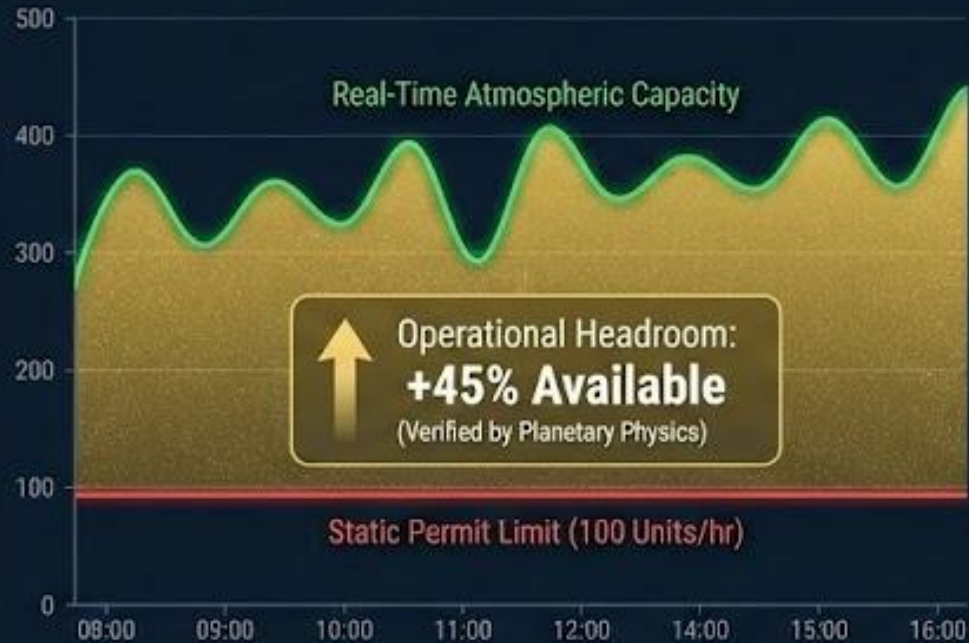 500
Real-Time Atmospheric Capacity
400
300
Operational Headroom:
+45% Available
(Verified by Planetary Physics)
200
100
Static Permit Limit (100 Units/hr)
0
08:00 09:00 10:00 11:00 12:00 14:00 15:00 16:00